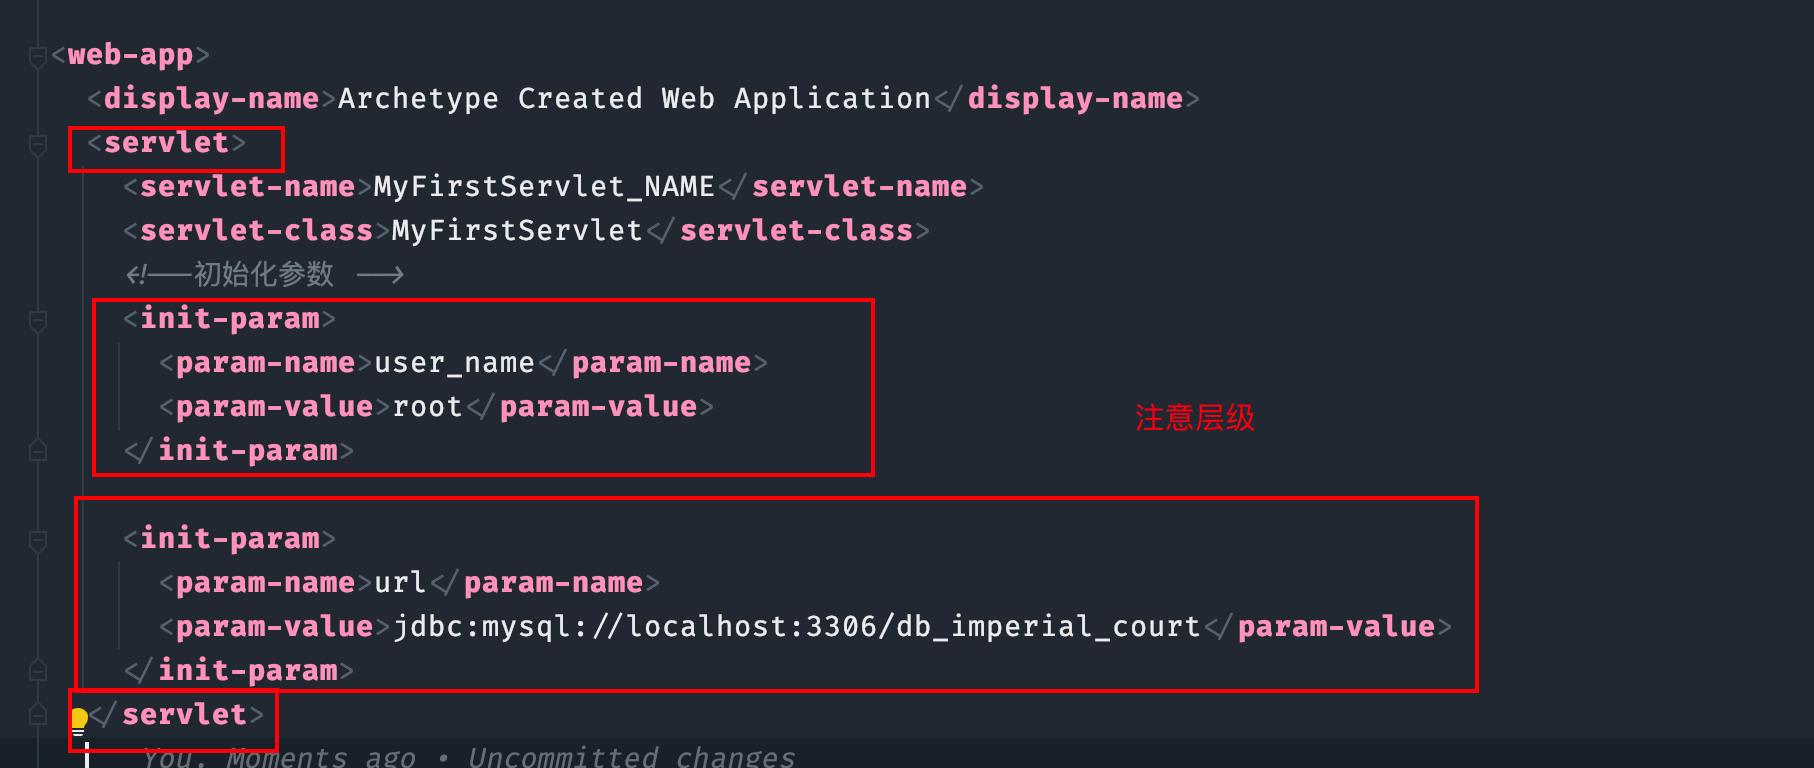 <web-app>
<display-name>Archetype Created Web Application</display-name>
<servlet>
<servlet-name>MyFirstServlet_NAME</servlet-name>
<servlet-class>MyFirstServlet</servlet-class>
<!--初始化参数 -->
<init-param>
<param-name>user_name</param-name>
<param-value>root</param-value>
</init-param>
注意层级
<init-param>
<param-name>url</param-name>
<param-value>jdbc:mysql://localhost:3306/db_imperial_court</param-value>
</init-param>
</servlet>
You, Moments ago • Uncommitted changes